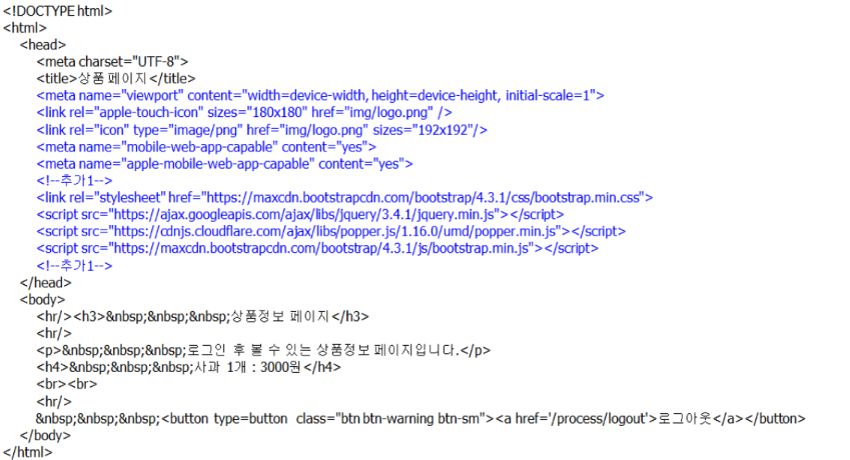 <!DOCTYPE html>
<html>
<head>
<meta charset="UTF-8">
<title>상품 페이지</title>
<meta name="viewport" content="width=device-width, height=device-height, initial-scale=1">
<link rel="apple-touch-icon" sizes="180x180" href="img/logo.png" />
<link rel="icon" type="image/png" href="img/logo.png" sizes="192x192"/>
<meta name="mobile-web-app-capable" content="yes">
<meta name="apple-mobile-web-app-capable" content="yes">
<!--추가1-->
<link rel="stylesheet" href="https://maxcdn.bootstrapcdn.com/bootstrap/4.3.1/css/bootstrap.min.css">
<script src="https://ajax.googleapis.com/ajax/libs/jquery/3.4.1/jquery.min.js"></script>
<script src="https://cdnjs.cloudflare.com/ajax/libs/popper.js/1.16.0/umd/popper.min.js"></script>
<script src="https://maxcdn.bootstrapcdn.com/bootstrap/4.3.1/js/bootstrap.min.js"></script>
<!--추가1-->
</head>
<body>
<hr/><h3>&nbsp;&nbsp;&nbsp;상품정보 페이지</h3>
<hr/>
<p>&nbsp;&nbsp;&nbsp;로그인 후 볼 수 있는 상품정보 페이지입니다.</p>
<h4>&nbsp;&nbsp;&nbsp;사과 1개 : 3000원</h4>
<br><br>
<hr/>
&nbsp;&nbsp;&nbsp;<button type=button class="btn btn-warning btn-sm"><a href='/process/logout'>로그아웃</a></button>
</body>
</html>